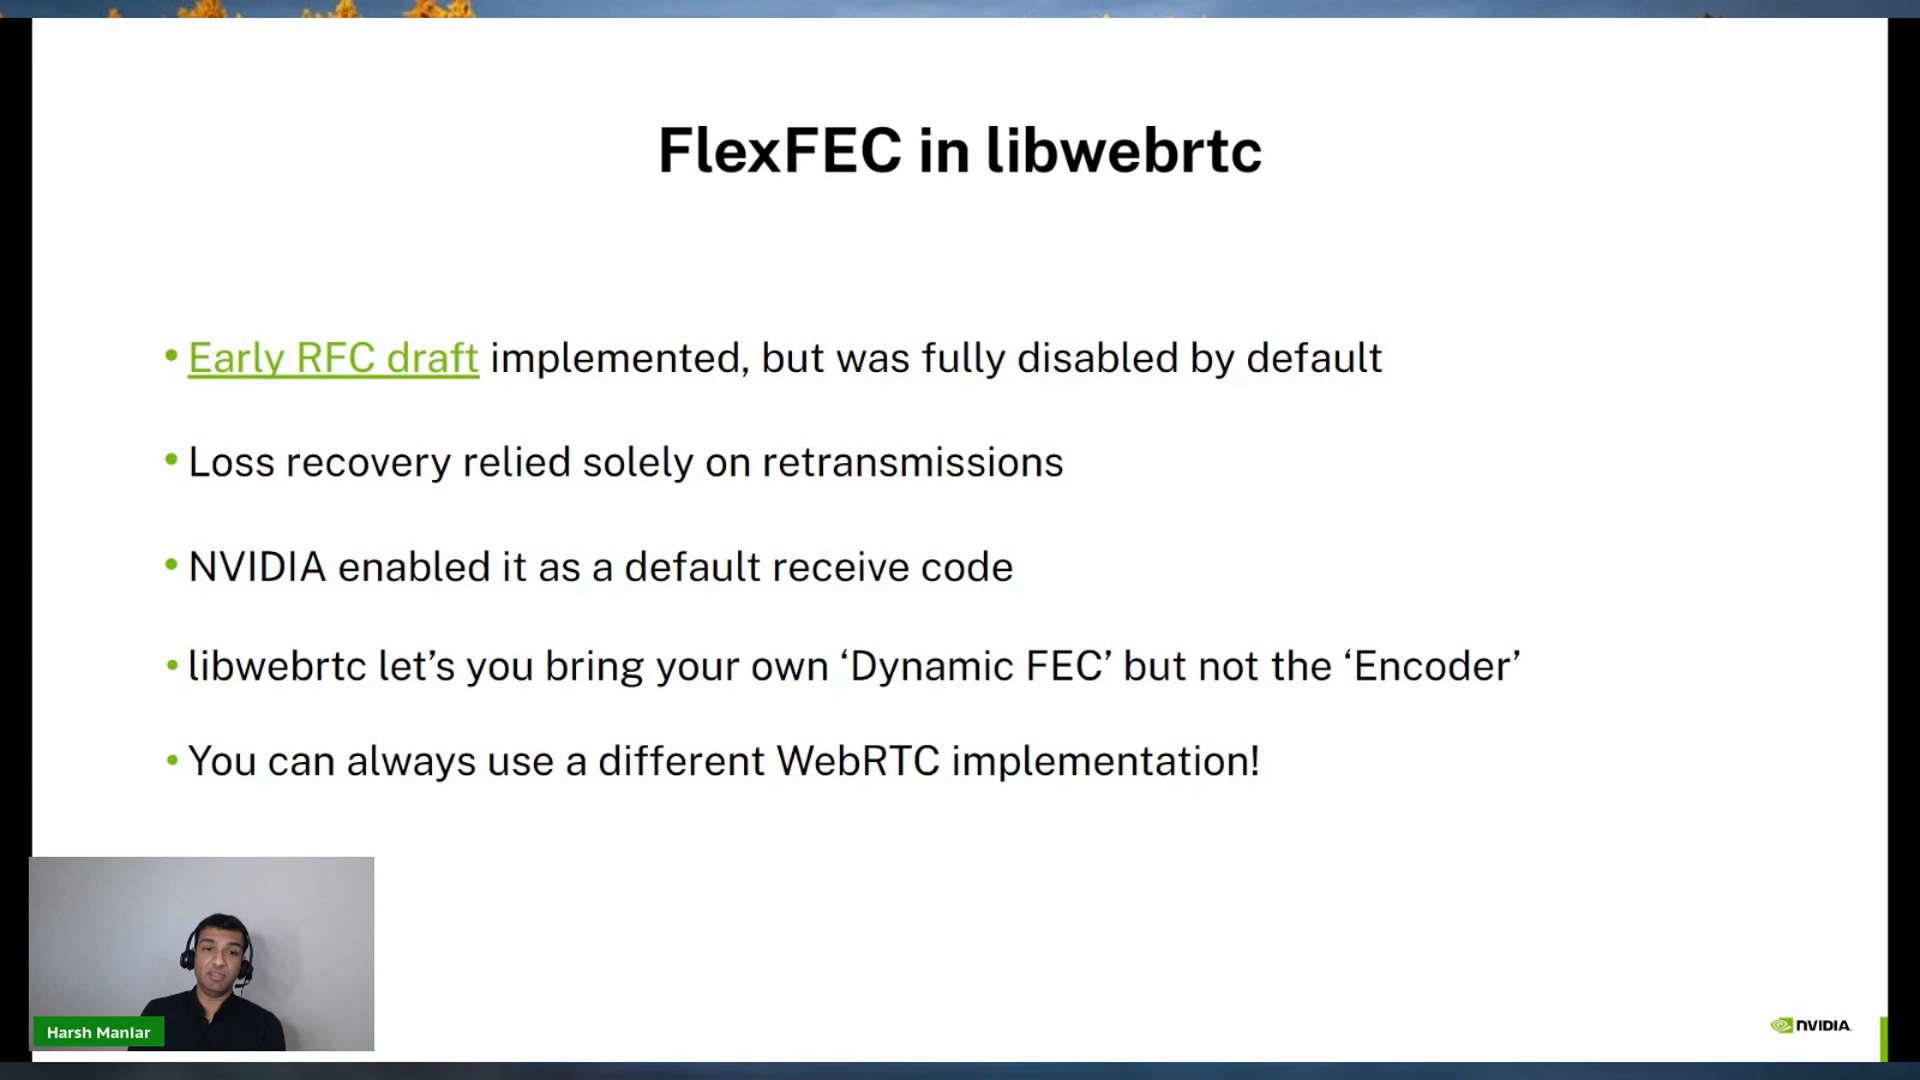 FlexFEC in libwebrtc
• Early RFC draft implemented, but was fully disabled by default
• Loss recovery relied solely on retransmissions
• NVIDIA enabled it as a default receive code
• libwebrtc let’s you bring your own ‘Dynamic FEC’ but not the ‘Encoder’
• You can always use a different WebRTC implementation!
Harsh Maniar
NVIDIA.